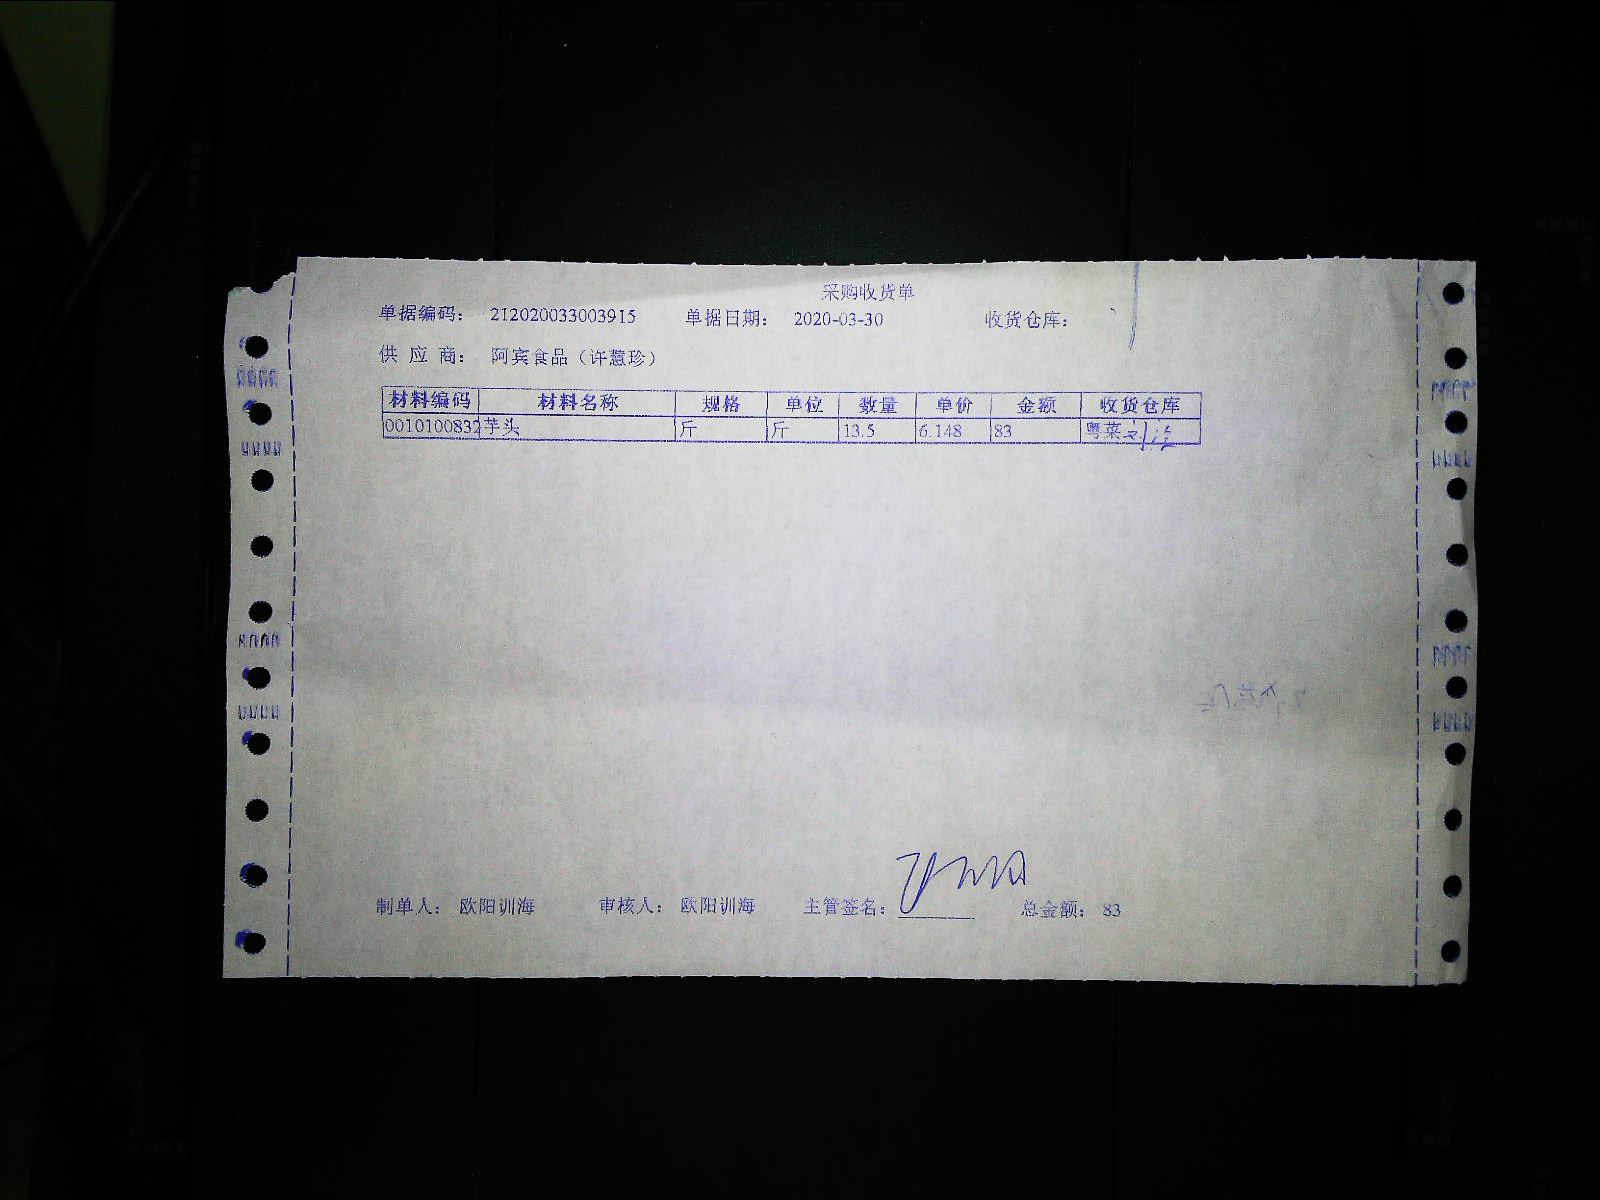 采购收货单
单据编码: 212020033003915 单据日期: 2020-03-30 收货仓库:
供 应 商: 阿宾食品（许慧珍）
材料编码 材料名称 规格 单位 数量 单价 金额 收货仓库
0010100832 芋头 斤 斤 13.5 6.148 83 粤菜
制单人: 欧阳训海 审核人: 欧阳训海 主管签名: 总金额: 83